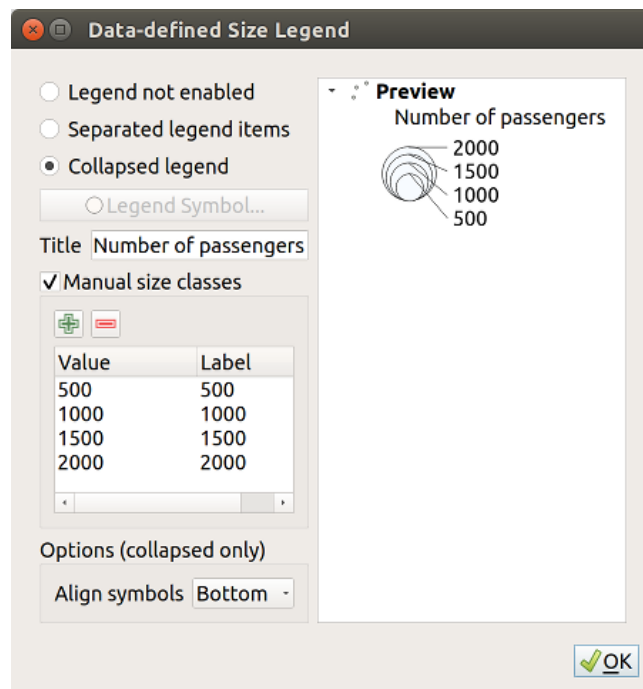 Data-defined Size Legend
Legend not enabled
Separated legend items
Collapsed legend
Legend Symbol...
Title Number of passengers
Manual size classes
Value Label
500 500
1000 1000
1500 1500
2000 2000
Options (collapsed only)
Align symbols Bottom
Preview
Number of passengers
2000
1500
1000
500
OK